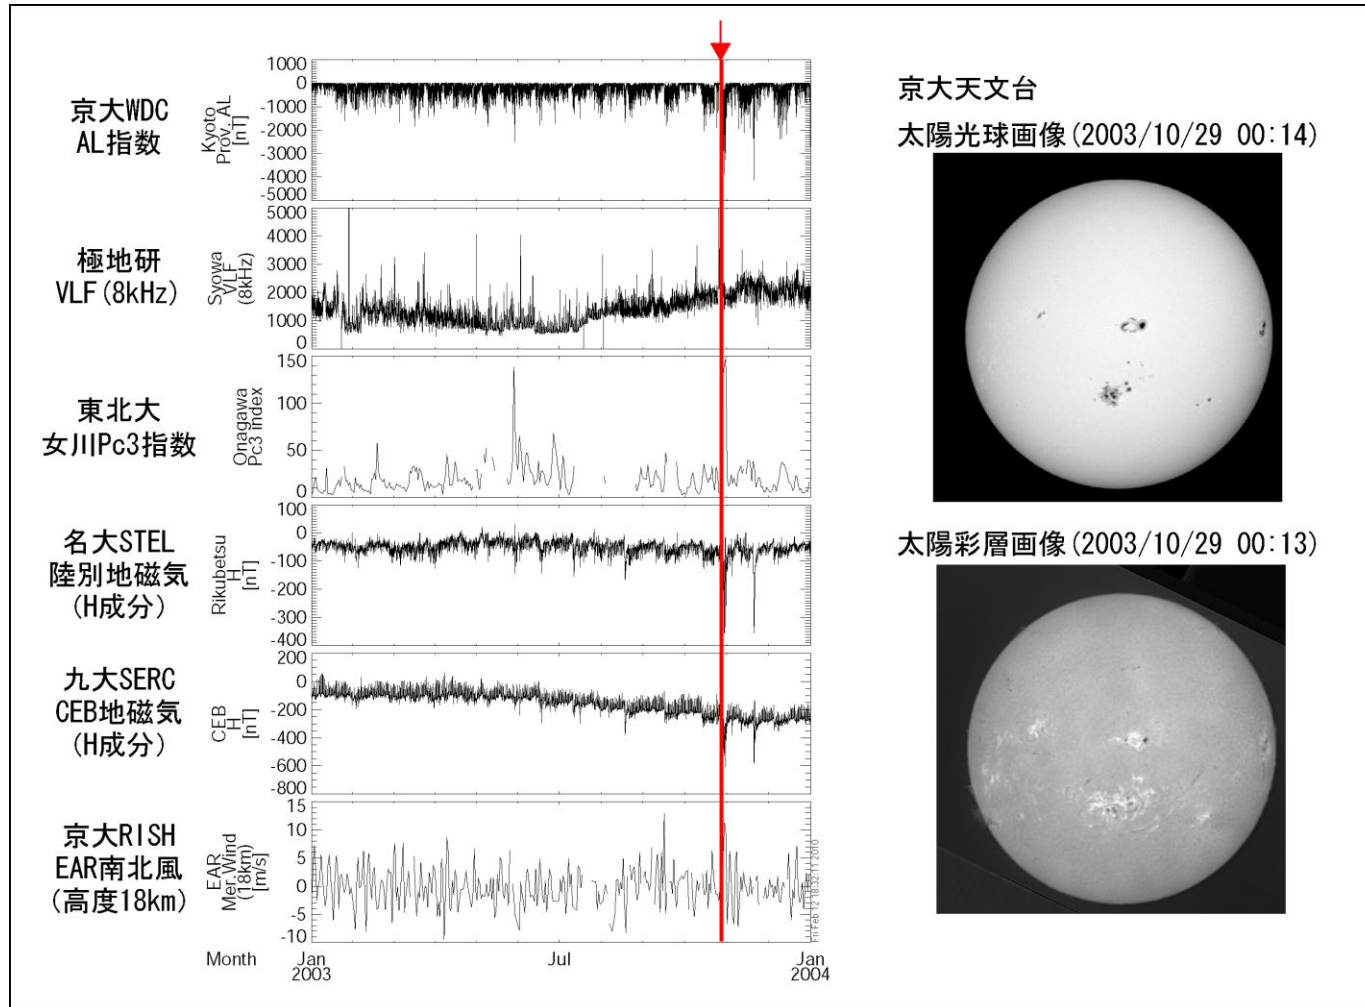 京大WDC
AL指数
Kyoto
Prov. AL
[nT]
1000
0
-1000
-2000
-3000
-4000
-5000
極地研
VLF(8kHz)
Syowa
VLF
(8kHz)
5000
4000
3000
2000
1000
0
東北大
女川Pc3指数
Onagawa
Pc3 index
150
100
50
0
名大STEL
陸別地磁気
(H成分)
Rikubetsu
H
[nT]
100
0
-100
-200
-300
-400
九大SERC
CEB地磁気
(H成分)
CEB
H
[nT]
200
0
-200
-400
-600
-800
京大RISH
EAR南北風
(高度18km)
EAR
Mer.Wind
(18km)
[m/s]
15
10
5
0
-5
-10
Fri Feb 12 18:32:11 2010
Month
Jan
2003
Jul
Jan
2004
京大天文台
太陽光球画像(2003/10/29 00:14)
太陽彩層画像(2003/10/29 00:13)